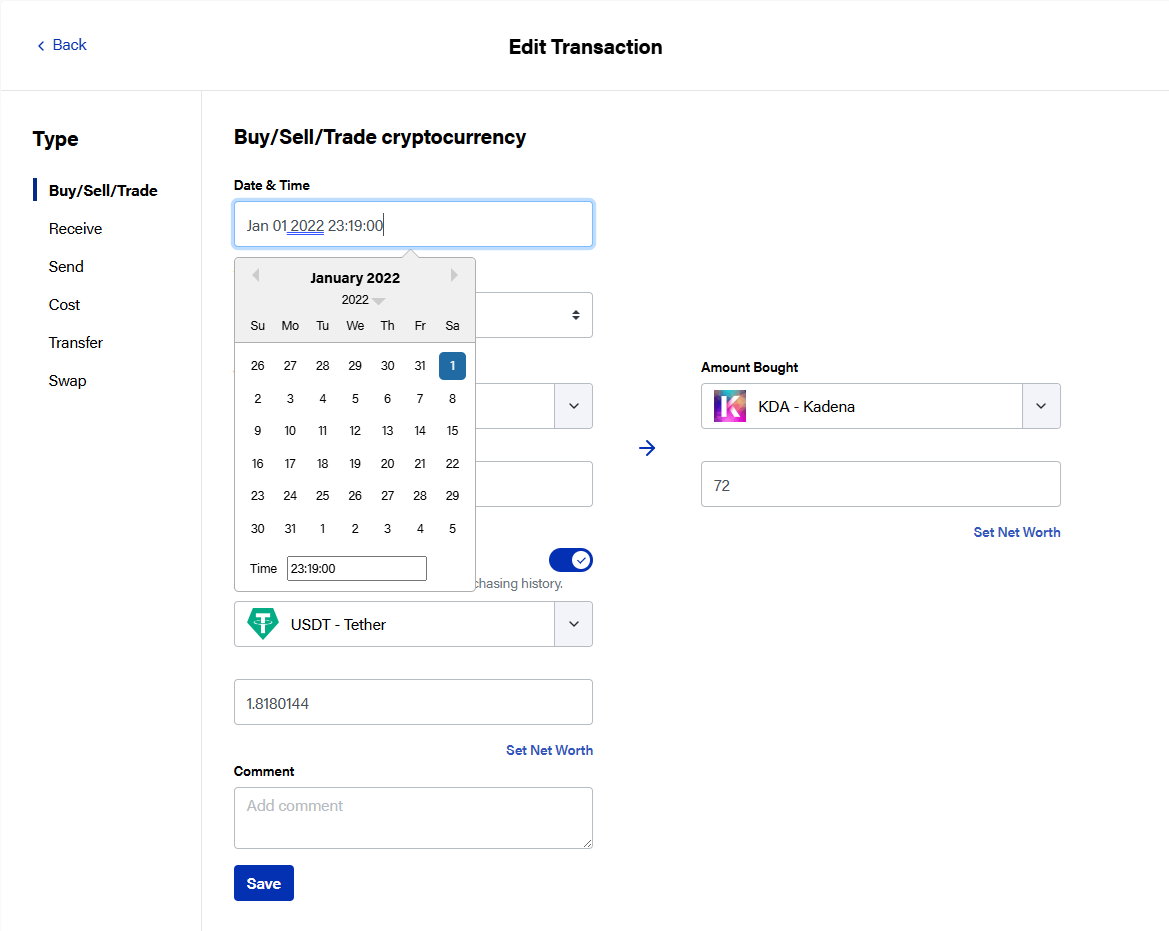 Back
Edit Transaction
Type
Buy/Sell/Trade
Receive
Send
Cost
Transfer
Swap
Buy/Sell/Trade cryptocurrency
Date & Time
Jan 01 2022 23:19:00
January 2022
2022
Su Mo Tu We Th Fr Sa
26 27 28 29 30 31 1
2 3 4 5 6 7 8
9 10 11 12 13 14 15
16 17 18 19 20 21 22
23 24 25 26 27 28 29
30 31 1 2 3 4 5
Time 23:19:00
history.
USDT - Tether
1.8180144
Set Net Worth
Comment
Add comment
Save
Amount Bought
KDA - Kadena
72
Set Net Worth